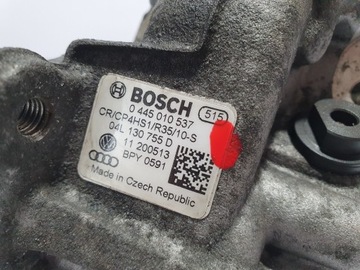 BOSCH
0 445 010 537
515
CR/CP4HS1/R35/10-S
04L 130 755 D
11 200513
BPY 0591
Made in Czech Republic